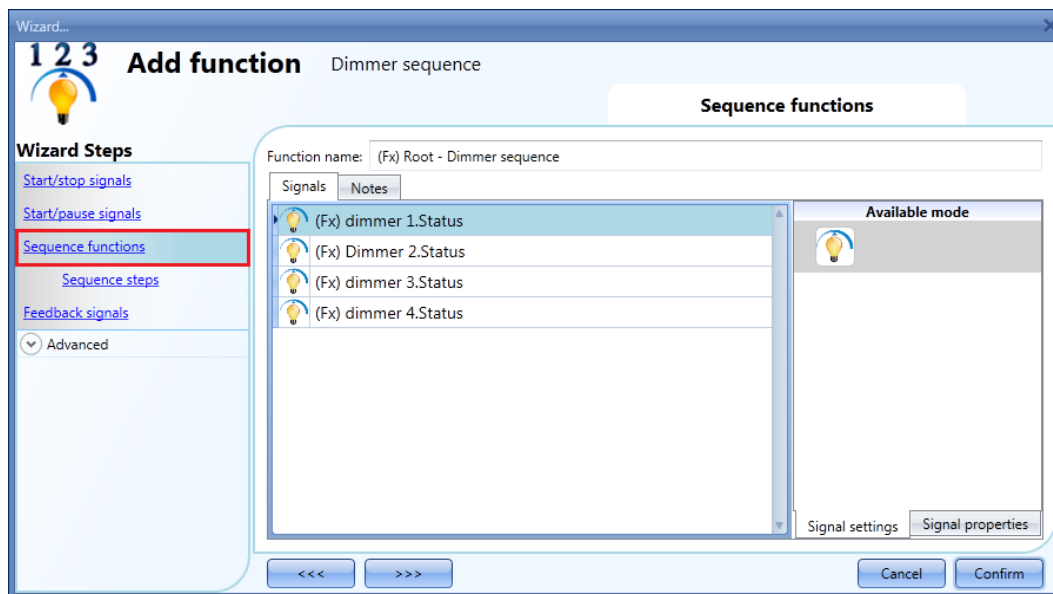 Wizard...
1 2 3
Add function Dimmer sequence
Sequence functions
Wizard Steps
Start/stop signals
Start/pause signals
Sequence functions
Sequence steps
Feedback signals
Advanced
Function name: (Fx) Root - Dimmer sequence
Signals Notes
(Fx) dimmer 1.Status
(Fx) Dimmer 2.Status
(Fx) dimmer 3.Status
(Fx) dimmer 4.Status
Available mode
Signal settings Signal properties
<<< >>> Cancel Confirm